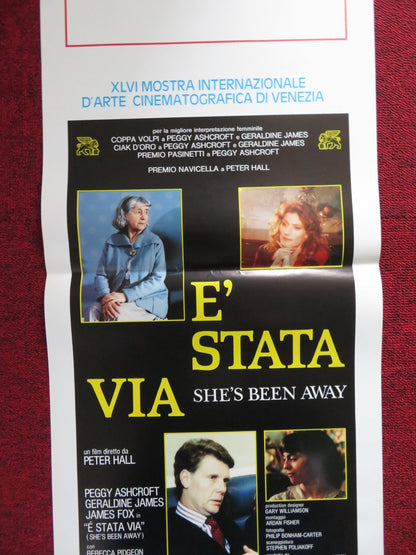 XLVI MOSTRA INTERNAZIONALE
D'ARTE CINEMATOGRAFICA DI VENEZIA
per la migliore interpretazione femminile
COPPA VOLPI a PEGGY ASHCROFT e GERALDINE JAMES
CIAK D'ORO a PEGGY ASHCROFT e GERALDINE JAMES
PREMIO PASINETTI a PEGGY ASHCROFT
PREMIO NAVICELLA a PETER HALL
E' STATA
VIA
SHE'S BEEN AWAY
un film diretto da
PETER HALL
PEGGY ASHCROFT
GERALDINE JAMES
JAMES FOX in
"É STATA VIA"
(SHE'S BEEN AWAY)
con
REBECCA PIDGEON
production designer
GARY WILLIAMSON
montaggio
ARDAN FISHER
fotografia
PHILIP BONHAM-CARTER
sceneggiatura
STEPHEN POLIAKOFF